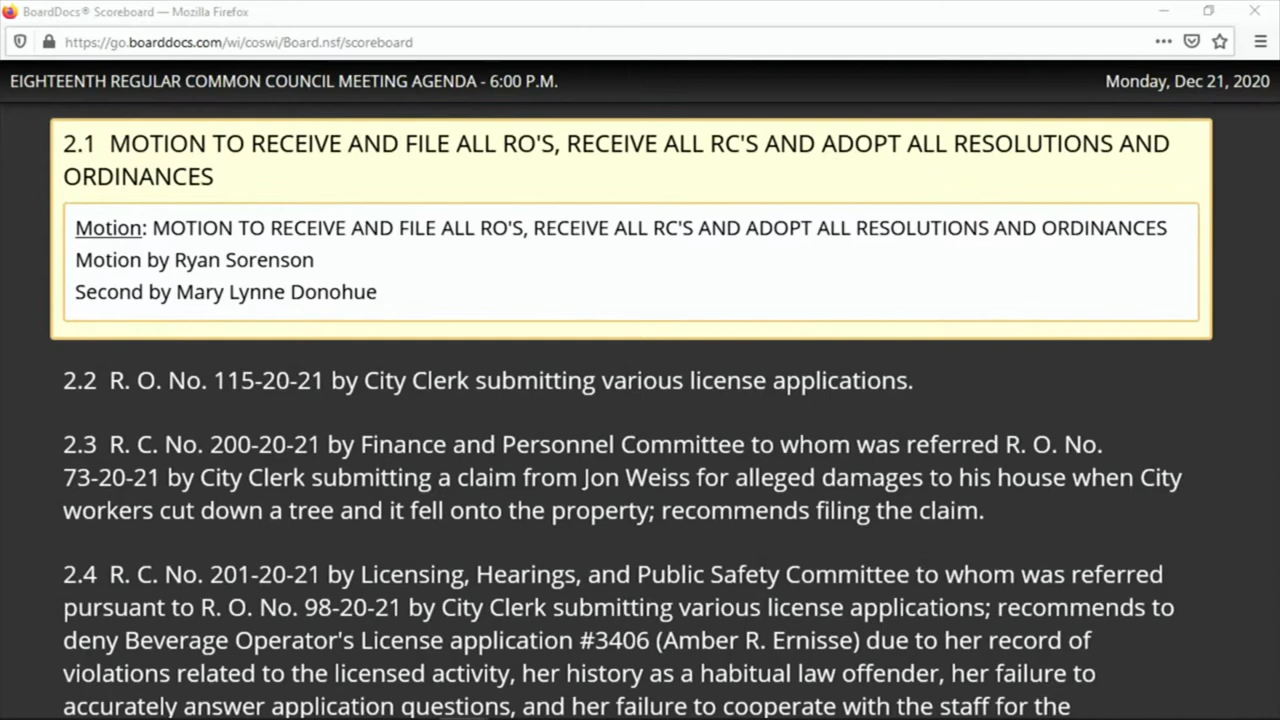 BoardDocs® Scoreboard — Mozilla Firefox
https://go.boarddocs.com/wi/coswi/Board.nsf/scoreboard
EIGHTEENTH REGULAR COMMON COUNCIL MEETING AGENDA - 6:00 P.M. Monday, Dec 21, 2020
2.1 MOTION TO RECEIVE AND FILE ALL RO'S, RECEIVE ALL RC'S AND ADOPT ALL RESOLUTIONS AND
ORDINANCES
Motion: MOTION TO RECEIVE AND FILE ALL RO'S, RECEIVE ALL RC'S AND ADOPT ALL RESOLUTIONS AND ORDINANCES
Motion by Ryan Sorenson
Second by Mary Lynne Donohue
2.2 R. O. No. 115-20-21 by City Clerk submitting various license applications.
2.3 R. C. No. 200-20-21 by Finance and Personnel Committee to whom was referred R. O. No.
73-20-21 by City Clerk submitting a claim from Jon Weiss for alleged damages to his house when City
workers cut down a tree and it fell onto the property; recommends filing the claim.
2.4 R. C. No. 201-20-21 by Licensing, Hearings, and Public Safety Committee to whom was referred
pursuant to R. O. No. 98-20-21 by City Clerk submitting various license applications; recommends to
deny Beverage Operator's License application #3406 (Amber R. Ernisse) due to her record of
violations related to the licensed activity, her history as a habitual law offender, her failure to
accurately answer application questions, and her failure to cooperate with the staff for the